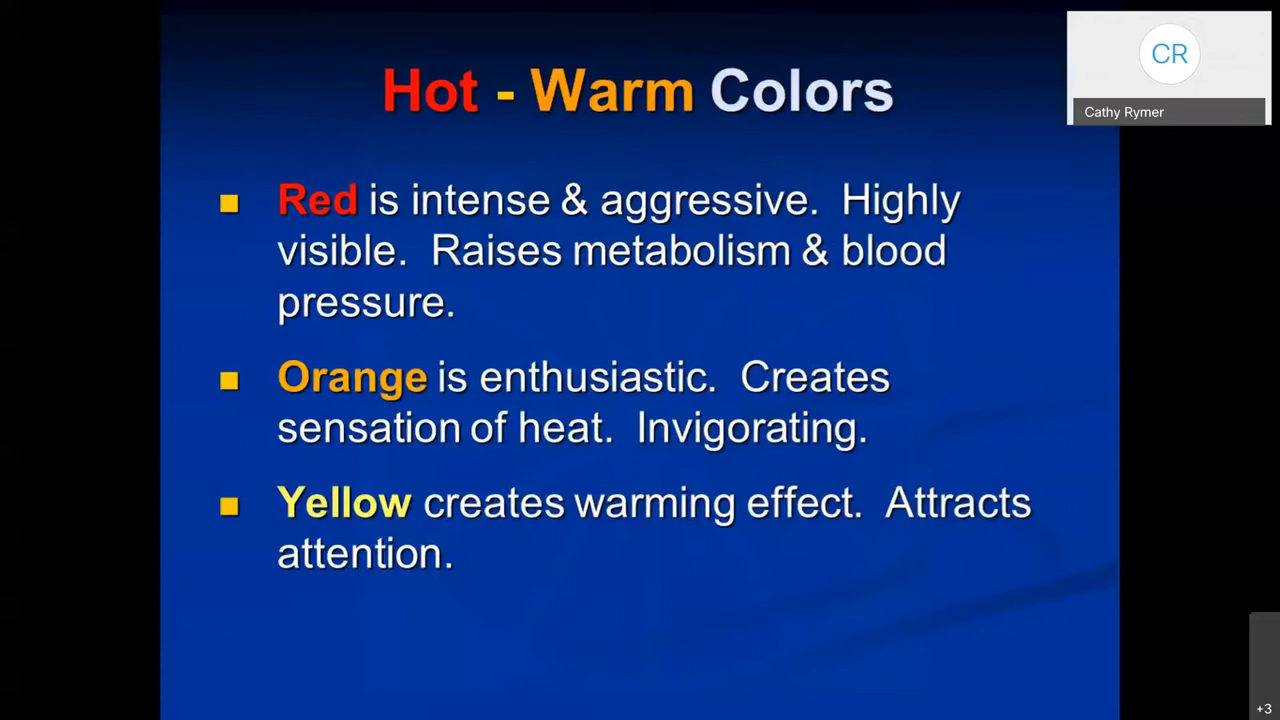 Hot - Warm Colors
CR
Cathy Rymer
Red is intense & aggressive.  Highly
visible.  Raises metabolism & blood
pressure.
Orange is enthusiastic.  Creates
sensation of heat.  Invigorating.
Yellow creates warming effect.  Attracts
attention.
+3